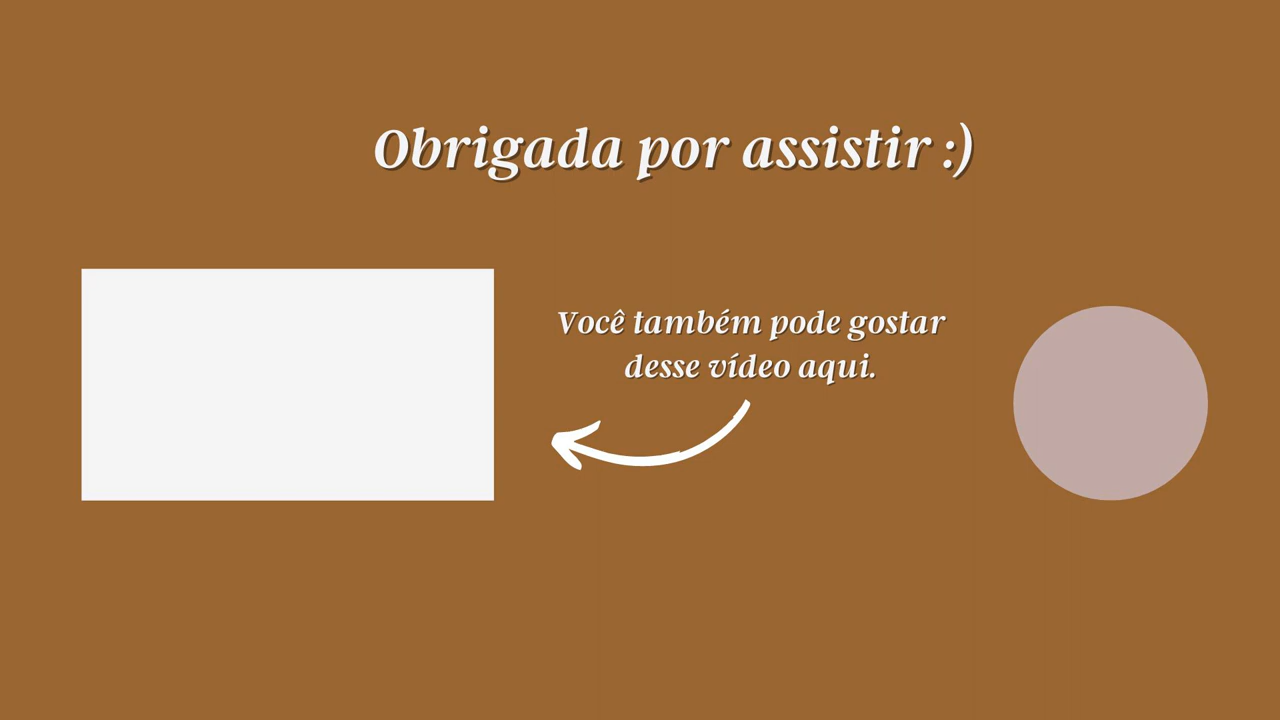 Obrigada por assistir :)
Você também pode gostar
desse vídeo aqui.